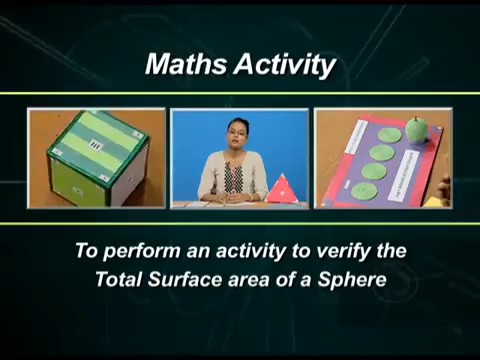 Maths Activity
To perform an activity to verify the
Total Surface area of a Sphere